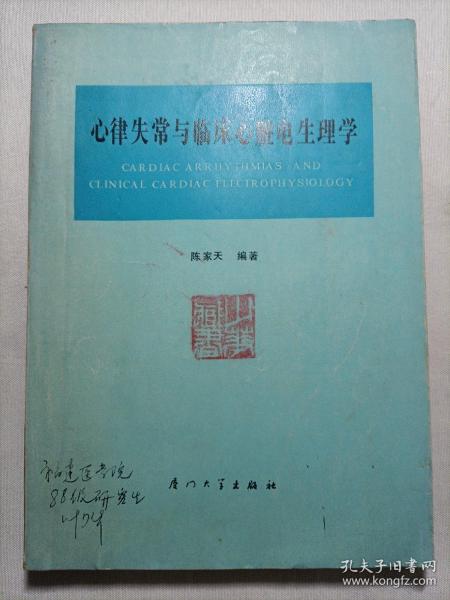 心律失常与临床心脏电生理学
CARDIAC ARRHYTHMIAS AND
CLINICAL CARDIAC ELECTROPHYSIOLOGY
陈家天 编著
藏书
福建医学院
88级研究生
厦门大学出版社
孔夫子旧书网
www.kongfz.com